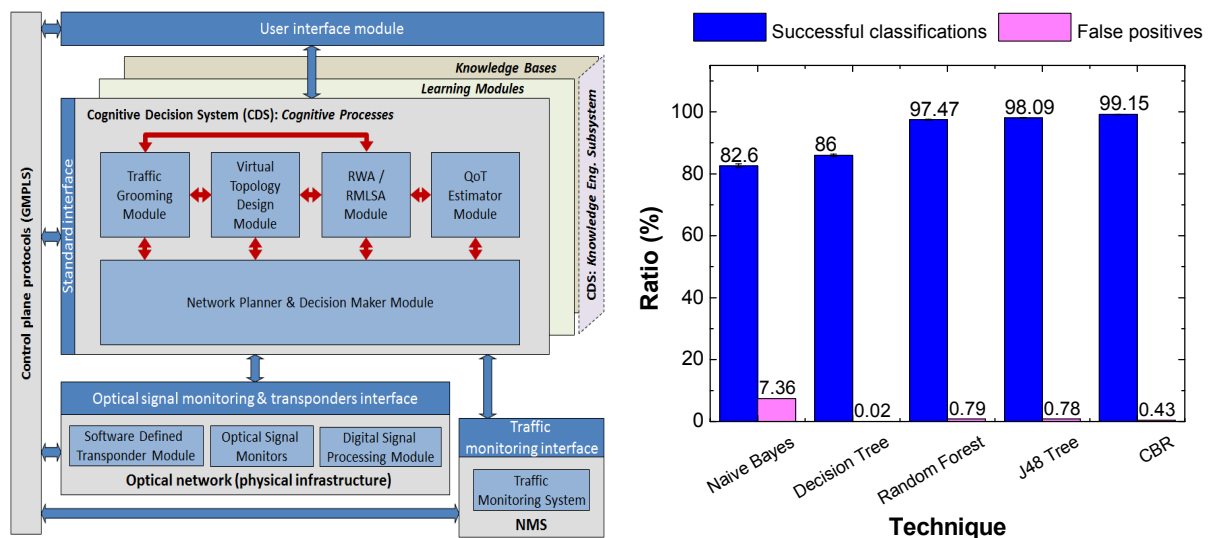 Control plane protocols (GMPLS)
User interface module
Knowledge Bases
Learning Modules
CDS: Knowledge Eng. Subsystem
Standard interface
Cognitive Decision System (CDS): Cognitive Processes
Traffic
Grooming
Module
Virtual
Topology
Design
Module
RWA /
RMLSA
Module
QoT
Estimator
Module
Network Planner & Decision Maker Module
Optical signal monitoring & transponders interface
Software Defined
Transponder Module
Optical Signal
Monitors
Digital Signal
Processing Module
Optical network (physical infrastructure)
Traffic
monitoring interface
Traffic
Monitoring System
NMS
Successful classifications
False positives
Ratio (%)
100
80
60
40
20
0
82.6
7.36
86
0.02
97.47
0.79
98.09
0.78
99.15
0.43
Naive Bayes
Decision Tree
Random Forest
J48 Tree
CBR
Technique